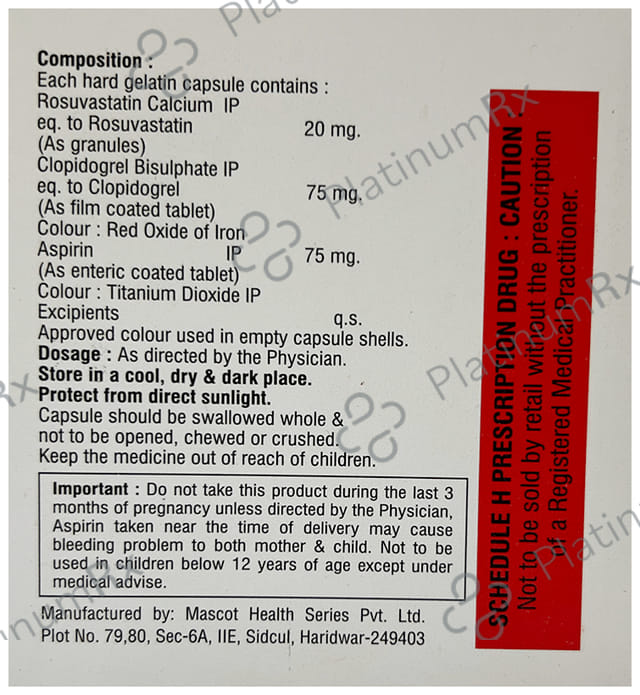 Composition :
Each hard gelatin capsule contains :
Rosuvastatin Calcium IP
eq. to Rosuvastatin 20 mg.
(As granules)
Clopidogrel Bisulphate IP
eq. to Clopidogrel 75 mg.
(As film coated tablet)
Colour : Red Oxide of Iron
Aspirin IP 75 mg.
(As enteric coated tablet)
Colour : Titanium Dioxide IP
Excipients q.s.
Approved colour used in empty capsule shells.
Dosage : As directed by the Physician.
Store in a cool, dry & dark place.
Protect from direct sunlight.
Capsule should be swallowed whole &
not to be opened, chewed or crushed.
Keep the medicine out of reach of children.
Important : Do not take this product during the last 3
months of pregnancy unless directed by the Physician,
Aspirin taken near the time of delivery may cause
bleeding problem to both mother & child. Not to be
used in children below 12 years of age except under
medical advise.
Manufactured by: Mascot Health Series Pvt. Ltd.
Plot No. 79,80, Sec-6A, IIE, Sidcul, Haridwar-249403
SCHEDULE H PRESCRIPTION DRUG : CAUTION :
Not to be sold by retail without the prescription
of a Registered Medical Practitioner.
PlatinumRx
PlatinumRx
PlatinumRx